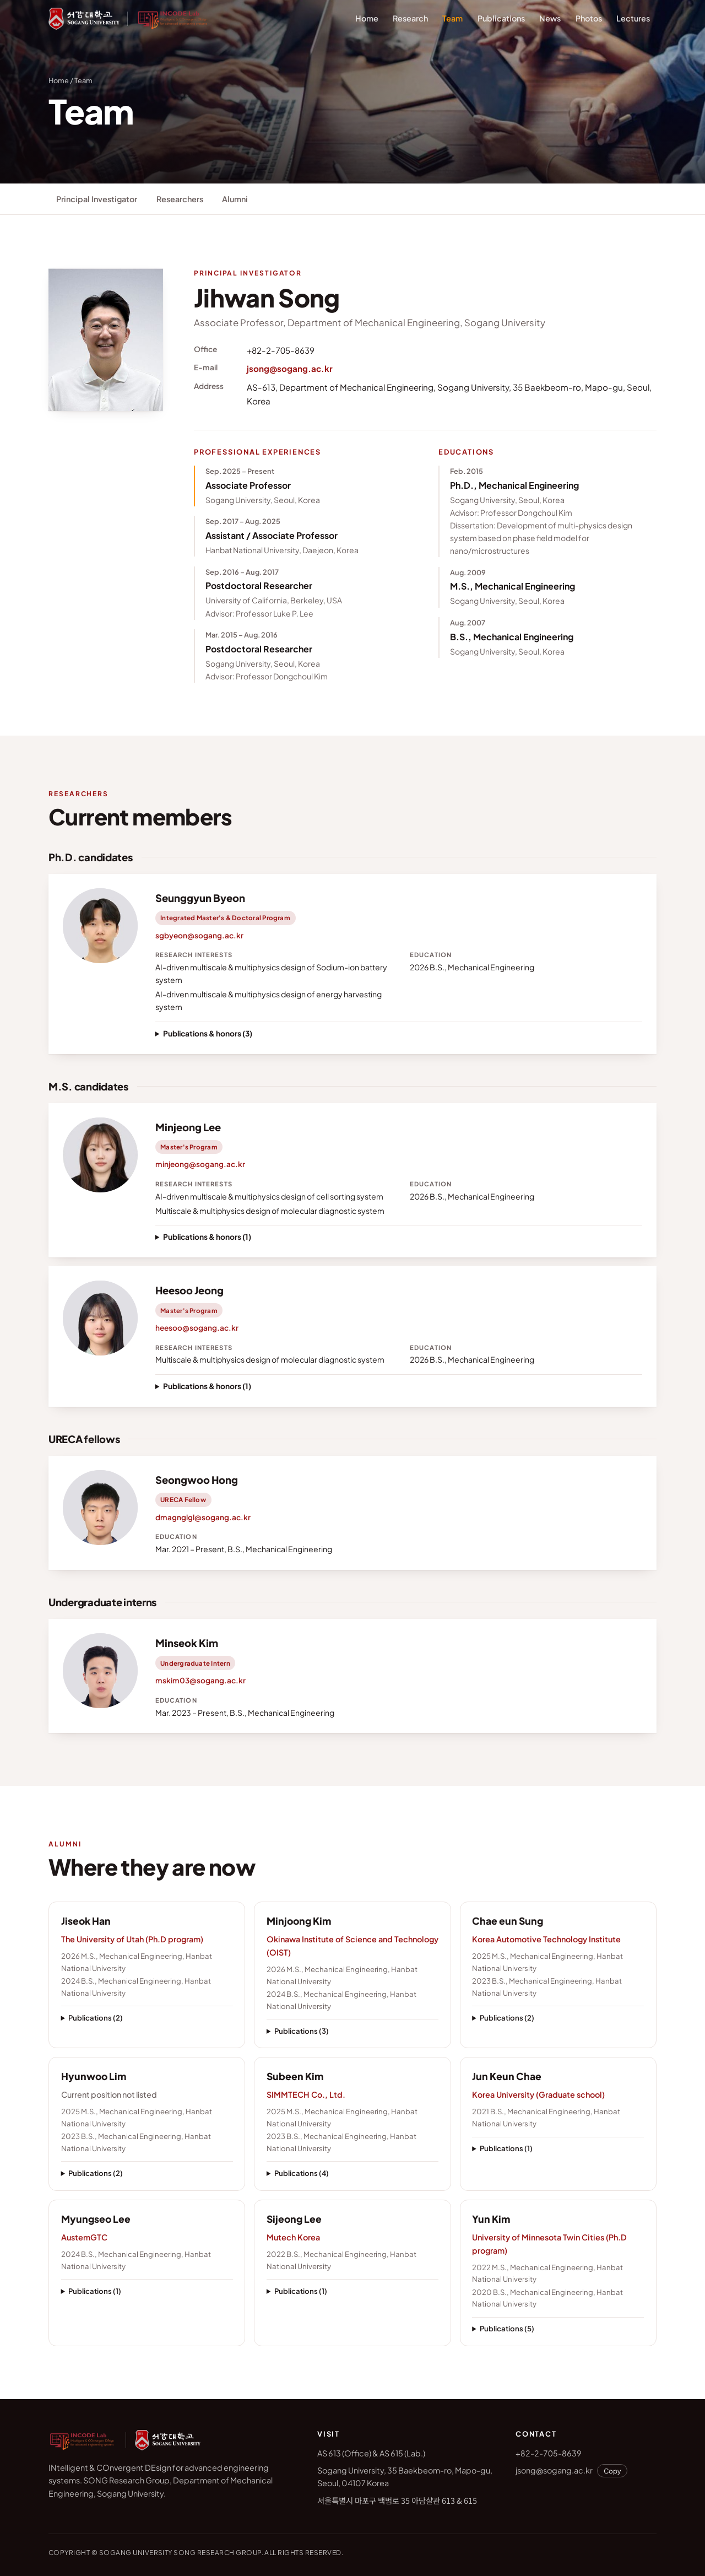 서강대학교
SOGANG UNIVERSITY
INCODE Lab
Home
Research
Team
Publications
News
Photos
Lectures
Home / Team
Team
Principal Investigator
Researchers
Alumni
PRINCIPAL INVESTIGATOR
Jihwan Song
Associate Professor, Department of Mechanical Engineering, Sogang University
Office
+82-2-705-8639
E-mail
jsong@sogang.ac.kr
Address
AS-613, Department of Mechanical Engineering, Sogang University, 35 Baekbeom-ro, Mapo-gu, Seoul,
Korea
PROFESSIONAL EXPERIENCES
Sep. 2025 – Present
Associate Professor
Sogang University, Seoul, Korea
Sep. 2017 – Aug. 2025
Assistant / Associate Professor
Hanbat National University, Daejeon, Korea
Sep. 2016 – Aug. 2017
Postdoctoral Researcher
University of California, Berkeley, USA
Advisor: Professor Luke P. Lee
Mar. 2015 – Aug. 2016
Postdoctoral Researcher
Sogang University, Seoul, Korea
Advisor: Professor Dongchoul Kim
EDUCATIONS
Feb. 2015
Ph.D., Mechanical Engineering
Sogang University, Seoul, Korea
Advisor: Professor Dongchoul Kim
Dissertation: Development of multi-physics design
system based on phase field model for
nano/microstructures
Aug. 2009
M.S., Mechanical Engineering
Sogang University, Seoul, Korea
Aug. 2007
B.S., Mechanical Engineering
Sogang University, Seoul, Korea
RESEARCHERS
Current members
Ph.D. candidates
Seunggyun Byeon
Integrated Master's & Doctoral Program
sgbyeon@sogang.ac.kr
RESEARCH INTERESTS
AI-driven multiscale & multiphysics design of Sodium-ion battery
system
AI-driven multiscale & multiphysics design of energy harvesting
system
EDUCATION
2026 B.S., Mechanical Engineering
Publications & honors (3)
M.S. candidates
Minjeong Lee
Master's Program
minjeong@sogang.ac.kr
RESEARCH INTERESTS
AI-driven multiscale & multiphysics design of cell sorting system
Multiscale & multiphysics design of molecular diagnostic system
EDUCATION
2026 B.S., Mechanical Engineering
Publications & honors (1)
Heesoo Jeong
Master's Program
heesoo@sogang.ac.kr
RESEARCH INTERESTS
Multiscale & multiphysics design of molecular diagnostic system
EDUCATION
2026 B.S., Mechanical Engineering
Publications & honors (1)
URECA fellows
Seongwoo Hong
URECA Fellow
dmagnglgl@sogang.ac.kr
EDUCATION
Mar. 2021 – Present, B.S., Mechanical Engineering
Undergraduate interns
Minseok Kim
Undergraduate Intern
mskim03@sogang.ac.kr
EDUCATION
Mar. 2023 – Present, B.S., Mechanical Engineering
ALUMNI
Where they are now
Jiseok Han
The University of Utah (Ph.D program)
2026 M.S., Mechanical Engineering, Hanbat
National University
2024 B.S., Mechanical Engineering, Hanbat
National University
Publications (2)
Minjoong Kim
Okinawa Institute of Science and Technology
(OIST)
2026 M.S., Mechanical Engineering, Hanbat
National University
2024 B.S., Mechanical Engineering, Hanbat
National University
Publications (3)
Chae eun Sung
Korea Automotive Technology Institute
2025 M.S., Mechanical Engineering, Hanbat
National University
2023 B.S., Mechanical Engineering, Hanbat
National University
Publications (2)
Hyunwoo Lim
Current position not listed
2025 M.S., Mechanical Engineering, Hanbat
National University
2023 B.S., Mechanical Engineering, Hanbat
National University
Publications (2)
Subeen Kim
SIMMTECH Co., Ltd.
2025 M.S., Mechanical Engineering, Hanbat
National University
2023 B.S., Mechanical Engineering, Hanbat
National University
Publications (4)
Jun Keun Chae
Korea University (Graduate school)
2021 B.S., Mechanical Engineering, Hanbat
National University
Publications (1)
Myungseo Lee
AustemGTC
2024 B.S., Mechanical Engineering, Hanbat
National University
Publications (1)
Sijeong Lee
Mutech Korea
2022 B.S., Mechanical Engineering, Hanbat
National University
Publications (1)
Yun Kim
University of Minnesota Twin Cities (Ph.D
program)
2022 M.S., Mechanical Engineering, Hanbat
National University
2020 B.S., Mechanical Engineering, Hanbat
National University
Publications (5)
INCODE Lab
서강대학교
SOGANG UNIVERSITY
INtelligent & COnvergent DEsign for advanced engineering
systems. SONG Research Group, Department of Mechanical
Engineering, Sogang University.
VISIT
AS 613 (Office) & AS 615 (Lab.)
Sogang University, 35 Baekbeom-ro, Mapo-gu,
Seoul, 04107 Korea
서울특별시 마포구 백범로 35 아담샬관 613 & 615
CONTACT
+82-2-705-8639
jsong@sogang.ac.kr
Copy
COPYRIGHT © SOGANG UNIVERSITY SONG RESEARCH GROUP. ALL RIGHTS RESERVED.